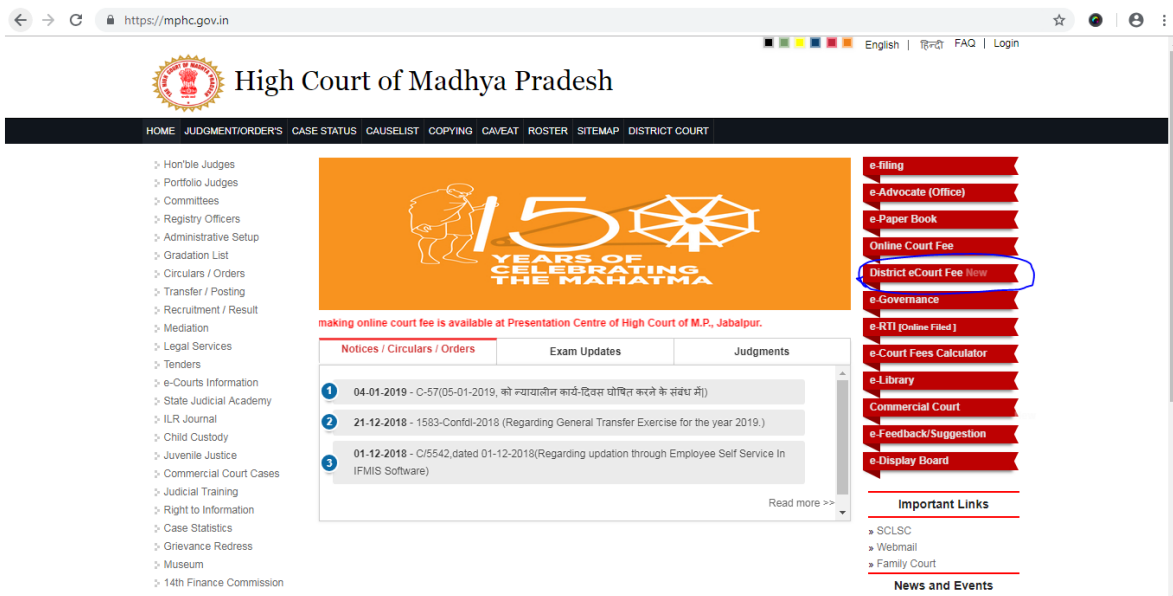 https://mphc.gov.in
English | हिन्दी FAQ | Login
High Court of Madhya Pradesh
HOME JUDGMENT/ORDER'S CASE STATUS CAUSELIST COPYING CAVEAT ROSTER SITEMAP DISTRICT COURT
Hon'ble Judges
Portfolio Judges
Committees
Registry Officers
Administrative Setup
Gradation List
Circulars / Orders
Transfer / Posting
Recruitment / Result
Mediation
Legal Services
Tenders
e-Courts Information
State Judicial Academy
ILR Journal
Child Custody
Juvenile Justice
Commercial Court Cases
Judicial Training
Right to Information
Case Statistics
Grievance Redress
Museum
14th Finance Commission
150
YEARS OF
CELEBRATING
THE MAHATMA
making online court fee is available at Presentation Centre of High Court of M.P., Jabalpur.
Notices / Circulars / Orders Exam Updates Judgments
1 04-01-2019 - C-57(05-01-2019, को न्यायालीन कार्य-दिवस घोषित करने के संबंध में|)
2 21-12-2018 - 1583-Confdl-2018 (Regarding General Transfer Exercise for the year 2019.)
3 01-12-2018 - C/5542,dated 01-12-2018(Regarding updation through Employee Self Service In
IFMIS Software)
Read more >>
e-filing
e-Advocate (Office)
e-Paper Book
Online Court Fee
District eCourt Fee New
e-Governance
e-RTI [Online Filed ]
e-Court Fees Calculator
e-Library
Commercial Court
e-Feedback/Suggestion
e-Display Board
Important Links
» SCLSC
» Webmail
» Family Court
News and Events